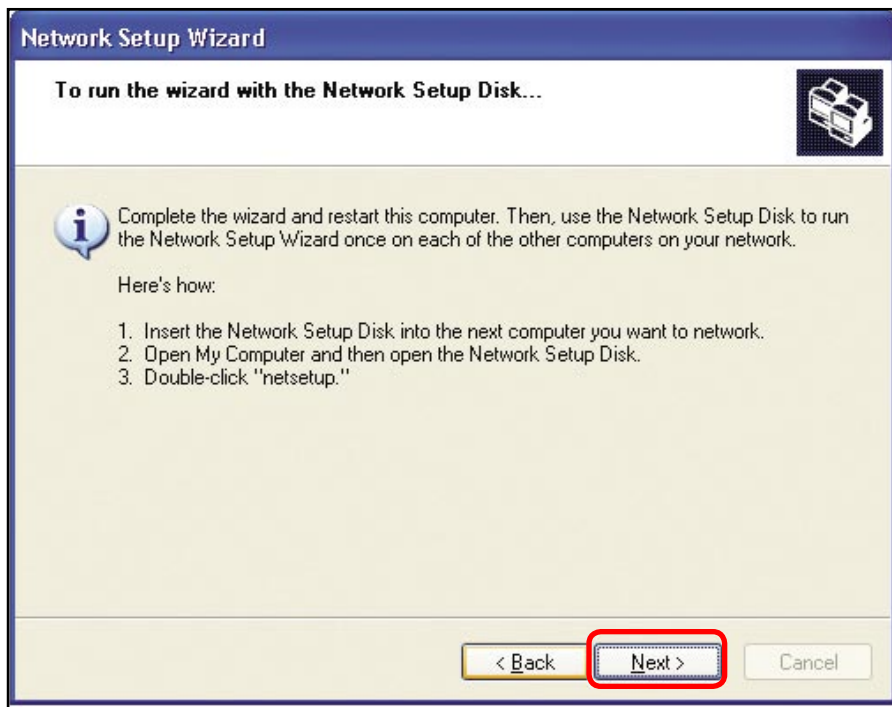 Network Setup Wizard
To run the wizard with the Network Setup Disk...
Complete the wizard and restart this computer. Then, use the Network Setup Disk to run
the Network Setup Wizard once on each of the other computers on your network.
Here's how:
1. Insert the Network Setup Disk into the next computer you want to network.
2. Open My Computer and then open the Network Setup Disk.
3. Double-click "netsetup."
< Back
Next >
Cancel